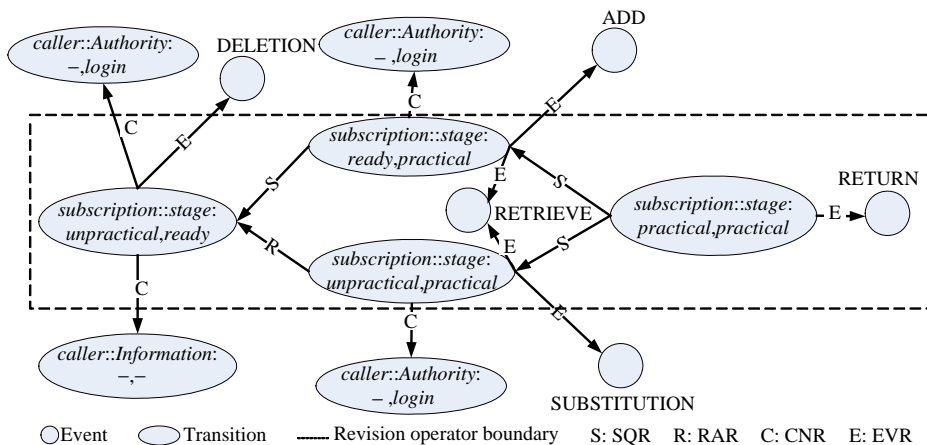 caller::Authority:
–,login
DELETION
caller::Authority:
– ,login
ADD
C
E
C
E
subscription::stage:
ready,practical
S
E
S
RETRIEVE
subscription::stage:
unpractical,ready
subscription::stage:
practical,practical
E
RETURN
R
E
S
subscription::stage:
unpractical,practical
C
C
E
caller::Information:
–,–
caller::Authority:
– ,login
SUBSTITUTION
Event
Transition
Revision operator boundary
S: SQR
R: RAR
C: CNR
E: EVR